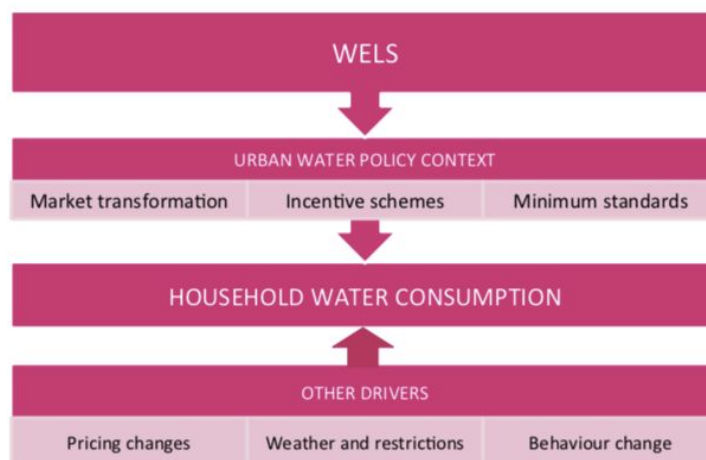 WELS
URBAN WATER POLICY CONTEXT
Market transformation
Incentive schemes
Minimum standards
HOUSEHOLD WATER CONSUMPTION
OTHER DRIVERS
Pricing changes
Weather and restrictions
Behaviour change